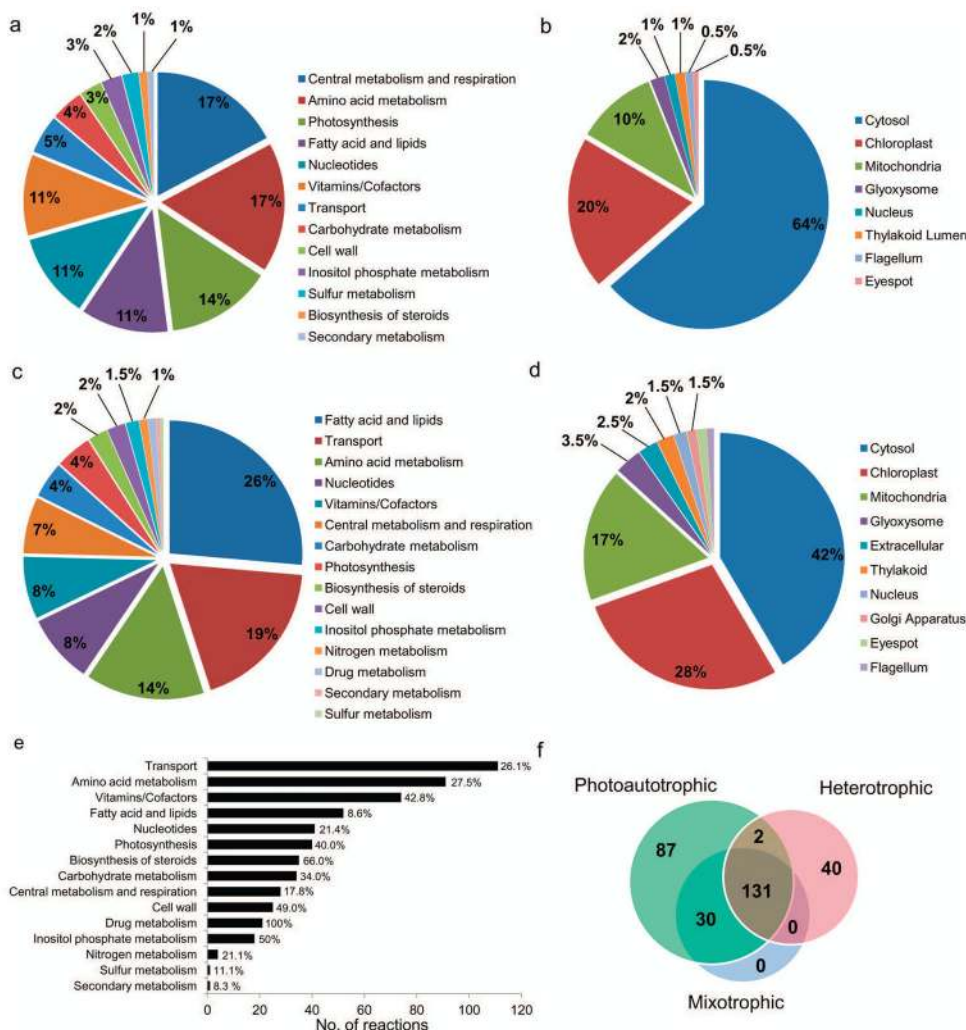 a
1%
2%
1%
3%
3%
4%
5%
11%
11%
11%
14%
17%
17%
Central metabolism and respiration
Amino acid metabolism
Photosynthesis
Fatty acid and lipids
Nucleotides
Vitamins/Cofactors
Transport
Carbohydrate metabolism
Cell wall
Inositol phosphate metabolism
Sulfur metabolism
Biosynthesis of steroids
Secondary metabolism
b
1%
1%
0.5%
2%
0.5%
10%
20%
64%
Cytosol
Chloroplast
Mitochondria
Glyoxysome
Nucleus
Thylakoid Lumen
Flagellum
Eyespot
c
1.5%
1%
2%
2%
4%
4%
7%
8%
8%
14%
19%
26%
Fatty acid and lipids
Transport
Amino acid metabolism
Nucleotides
Vitamins/Cofactors
Central metabolism and respiration
Carbohydrate metabolism
Photosynthesis
Biosynthesis of steroids
Cell wall
Inositol phosphate metabolism
Nitrogen metabolism
Drug metabolism
Secondary metabolism
Sulfur metabolism
d
1.5%
1.5%
2%
2.5%
3.5%
17%
28%
42%
Cytosol
Chloroplast
Mitochondria
Glyoxysome
Extracellular
Thylakoid
Nucleus
Golgi Apparatus
Eyespot
Flagellum
e
Transport 26.1%
Amino acid metabolism 27.5%
Vitamins/Cofactors 42.8%
Fatty acid and lipids 8.6%
Nucleotides 21.4%
Photosynthesis 40.0%
Biosynthesis of steroids 66.0%
Carbohydrate metabolism 34.0%
Central metabolism and respiration 17.8%
Cell wall 49.0%
Drug metabolism 100%
Inositol phosphate metabolism 50%
Nitrogen metabolism 21.1%
Sulfur metabolism 11.1%
Secondary metabolism 8.3 %
0 20 40 60 80 100 120
No. of reactions
f
Photoautotrophic
Heterotrophic
87
2
40
131
30
0
0
Mixotrophic